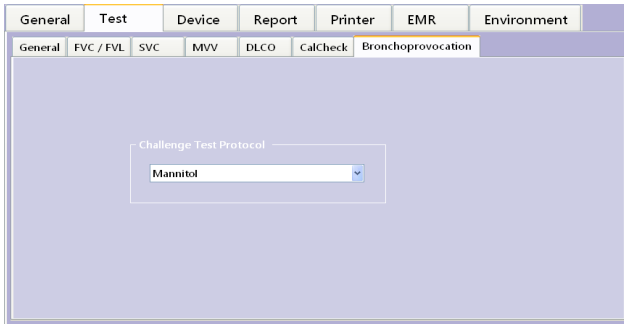 General Test Device Report Printer EMR Environment
General FVC / FVL SVC MVV DLCO CalCheck Bronchoprovocation
Challenge Test Protocol
Mannitol